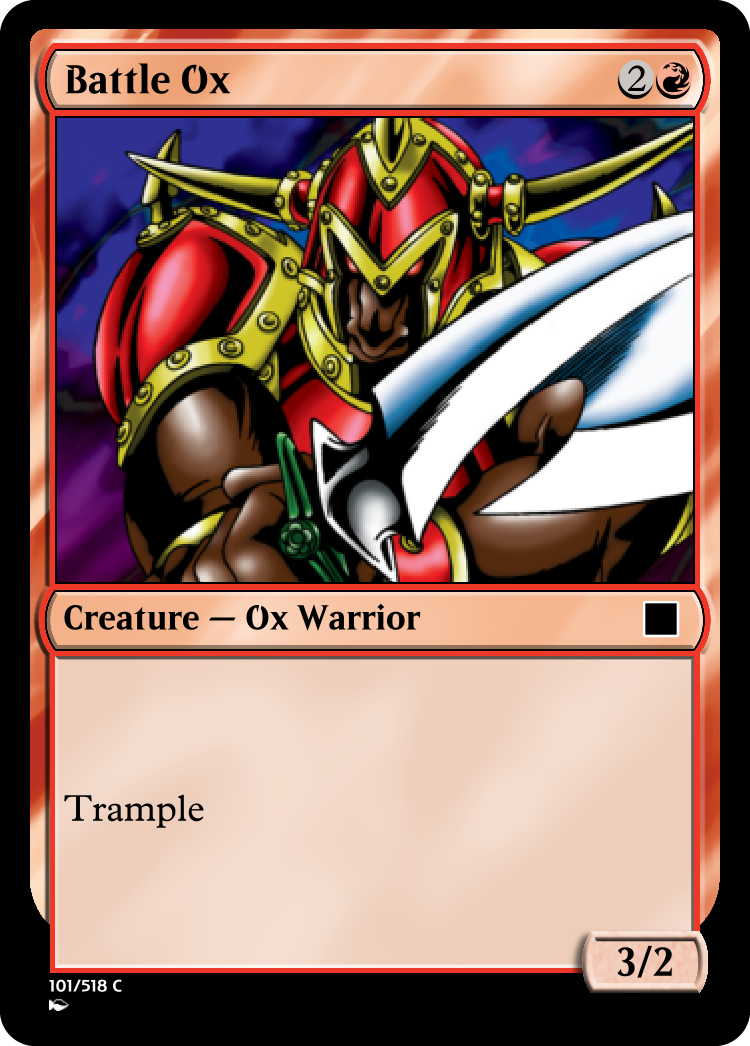 Battle Ox 2
Creature — Ox Warrior
Trample
3/2
101/518 C